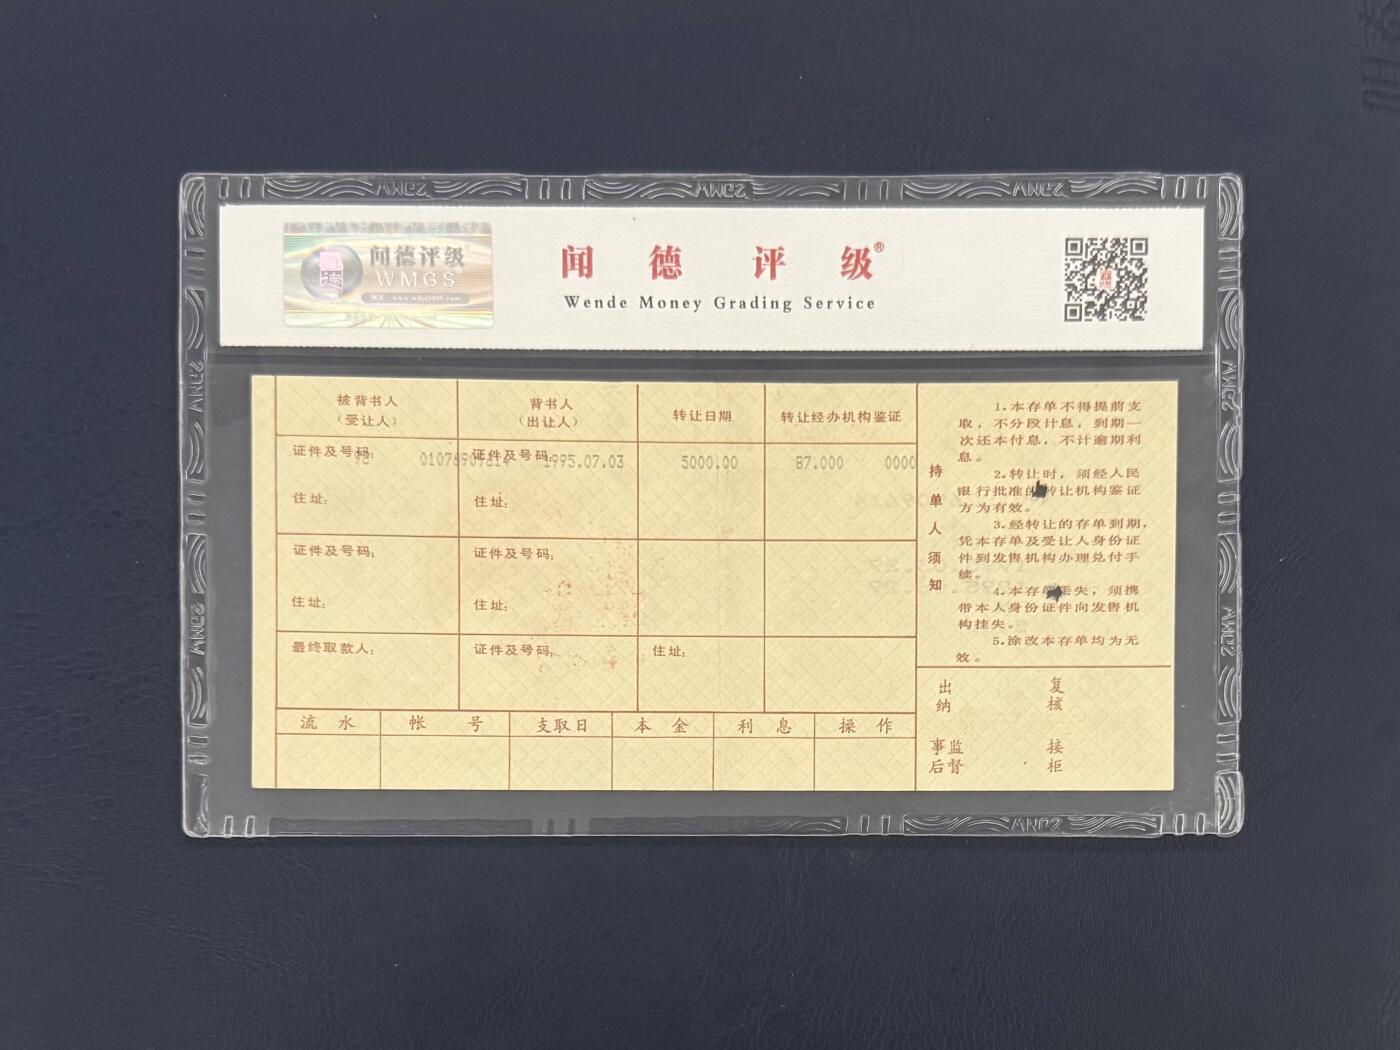 闻德评级
WMGS
闻 德 评 级®
Wende Money Grading Service
被背书人
（受让人）
背书人
（出让人）
转让日期
转让经办机构鉴证
证件及号码：
证件及号码：
1995.07.03
5000.00
87.000
0000
住址：
住址：
证件及号码：
证件及号码：
住址：
住址：
最终取款人：
证件及号码：
住址：
流 水
帐 号
支取日
本 金
利 息
操 作
持单人须知
1.本存单不得提前支
取，不分段计息，到期一
次还本付息，不计逾期利
息。
2.转让时，须经人民
银行批准的转让机构鉴证
方为有效。
3.经转让的存单到期，
凭本存单及受让人身份证
件到发售机构办理兑付手
续。
4.本存单丢失，须携
带本人身份证件向发售机
构挂失。
5.涂改本存单均为无
效。
出纳
复核
事后监督
接柜